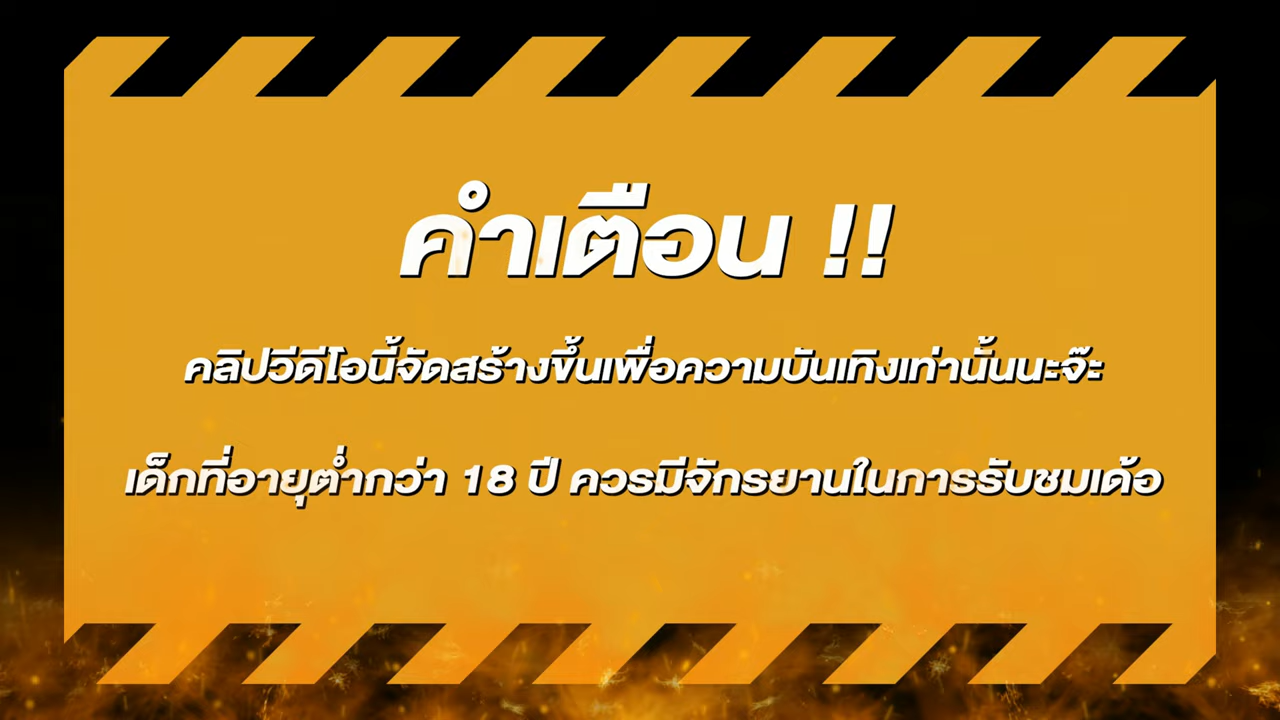 คำเตือน !!
คลิปวีดีโอนี้จัดสร้างขึ้นเพื่อความบันเทิงเท่านั้นนะจ๊ะ
เด็กที่อายุต่ำกว่า 18 ปี ควรมีจักรยานในการรับชมเด้อ